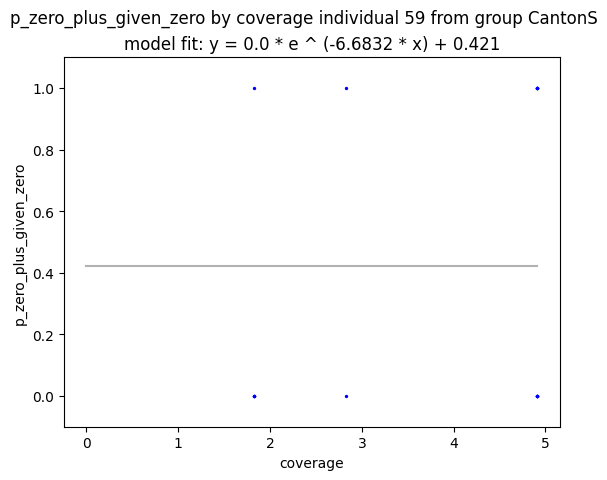 p_zero_plus_given_zero by coverage individual 59 from group CantonS
model fit: y = 0.0 * e ^ (-6.6832 * x) + 0.421
1.0
0.8
0.6
0.4
0.2
0.0
p_zero_plus_given_zero
0 1 2 3 4 5
coverage